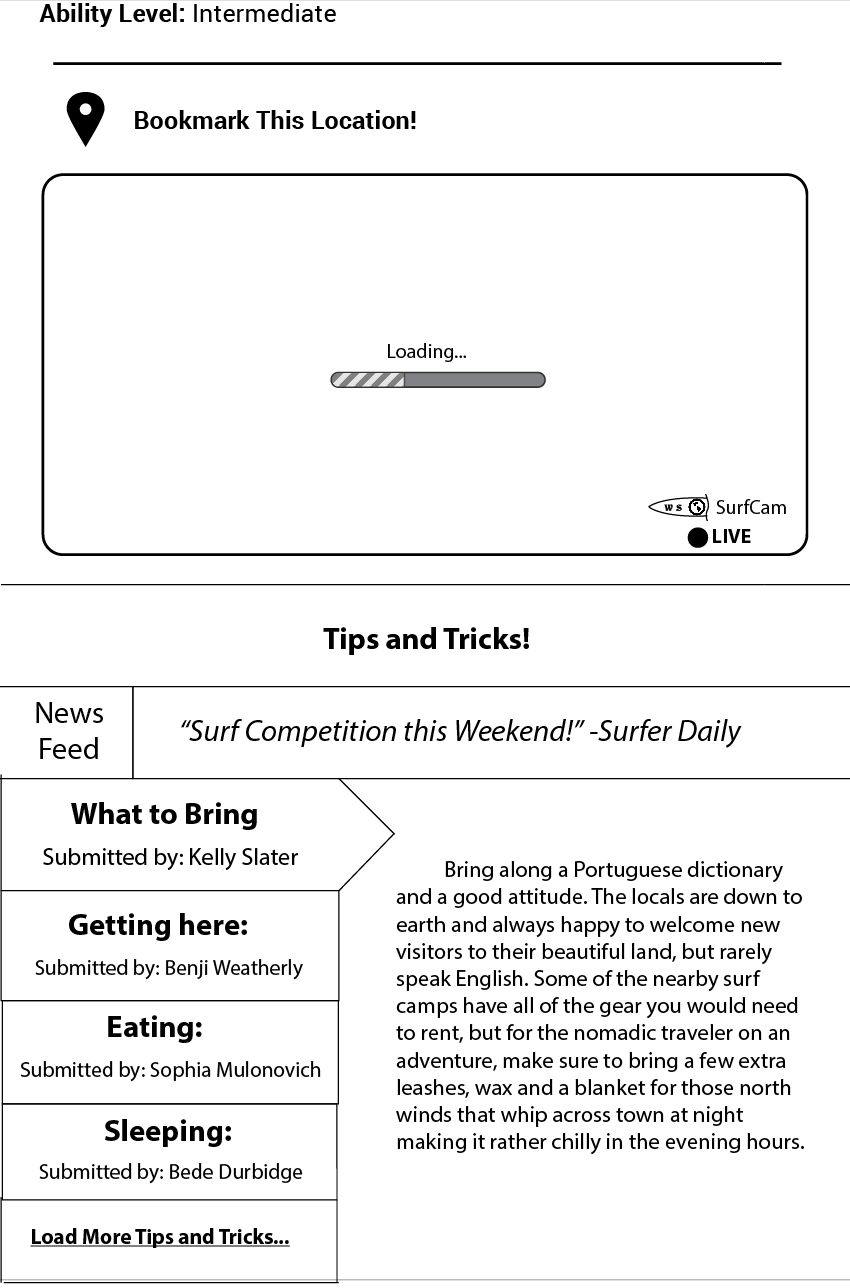 Ability Level: Intermediate
Bookmark This Location!
Loading...
W S SurfCam
LIVE
Tips and Tricks!
News
Feed
“Surf Competition this Weekend!” -Surfer Daily
What to Bring
Submitted by: Kelly Slater
Getting here:
Submitted by: Benji Weatherly
Eating:
Submitted by: Sophia Mulonovich
Sleeping:
Submitted by: Bede Durbidge
Load More Tips and Tricks...
Bring along a Portuguese dictionary
and a good attitude. The locals are down to
earth and always happy to welcome new
visitors to their beautiful land, but rarely
speak English. Some of the nearby surf
camps have all of the gear you would need
to rent, but for the nomadic traveler on an
adventure, make sure to bring a few extra
leashes, wax and a blanket for those north
winds that whip across town at night
making it rather chilly in the evening hours.